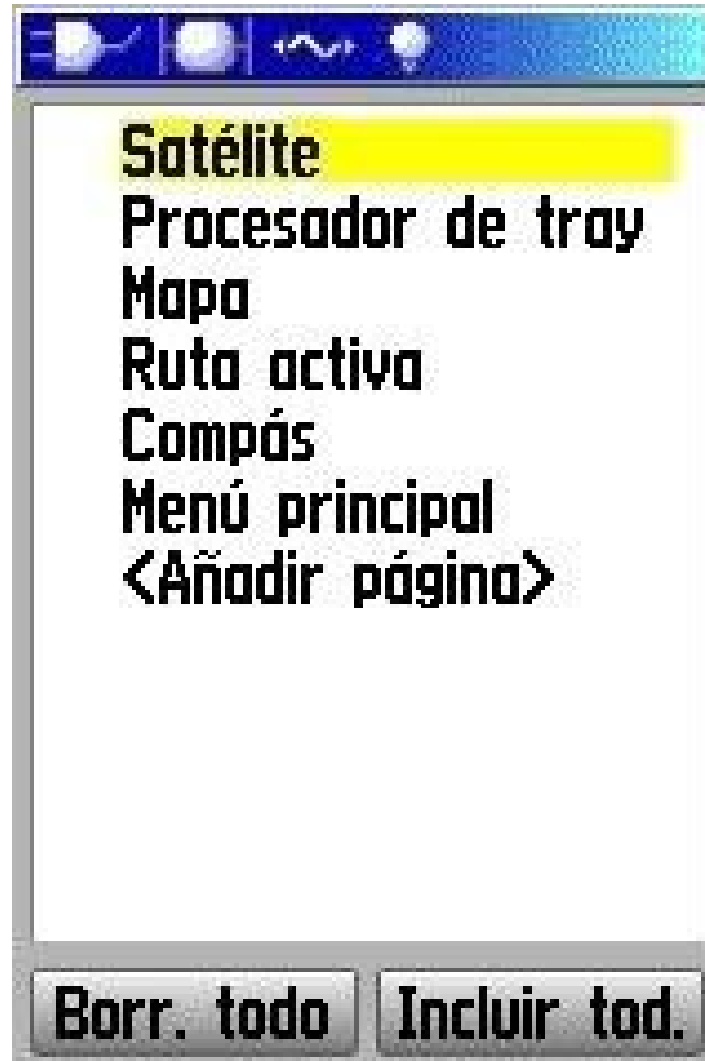 Satélite
Procesador de tray
Mapa
Ruta activa
Compás
Menú principal
<Añadir página>
Borr. todo
Incluir tod.